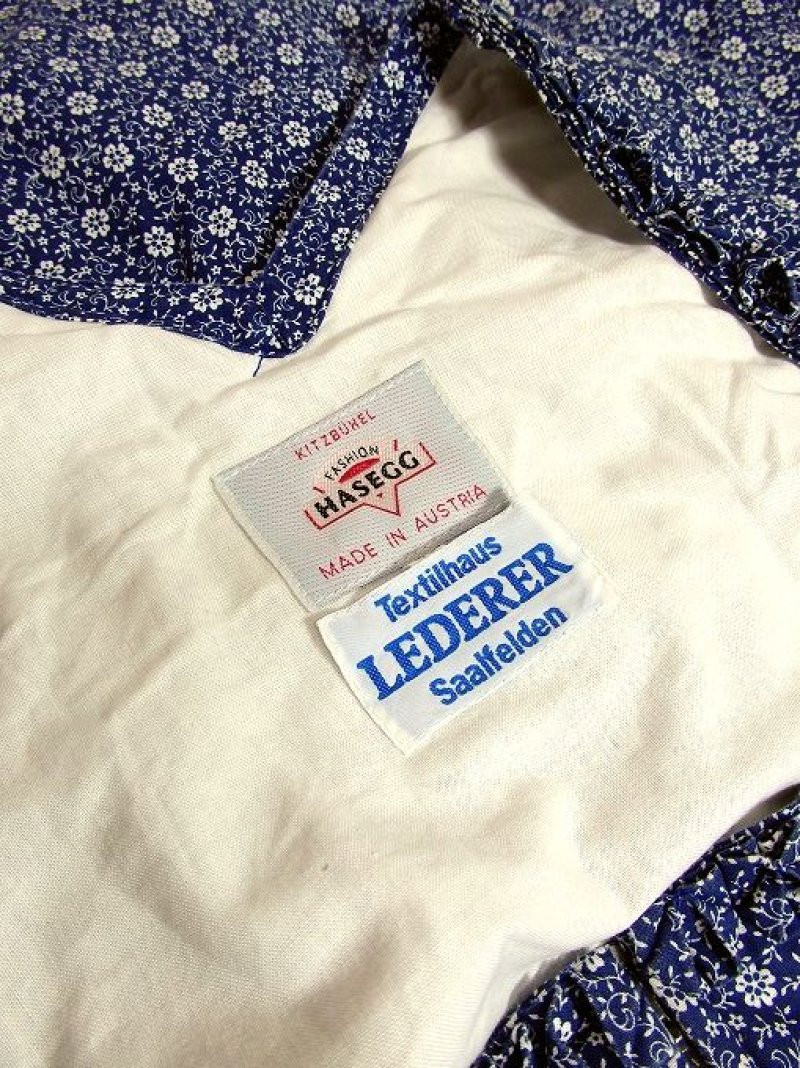 KITZBÜHEL
FASHION
HASEGG
MADE IN AUSTRIA
Textilhaus
LEDERER
Saalfelden